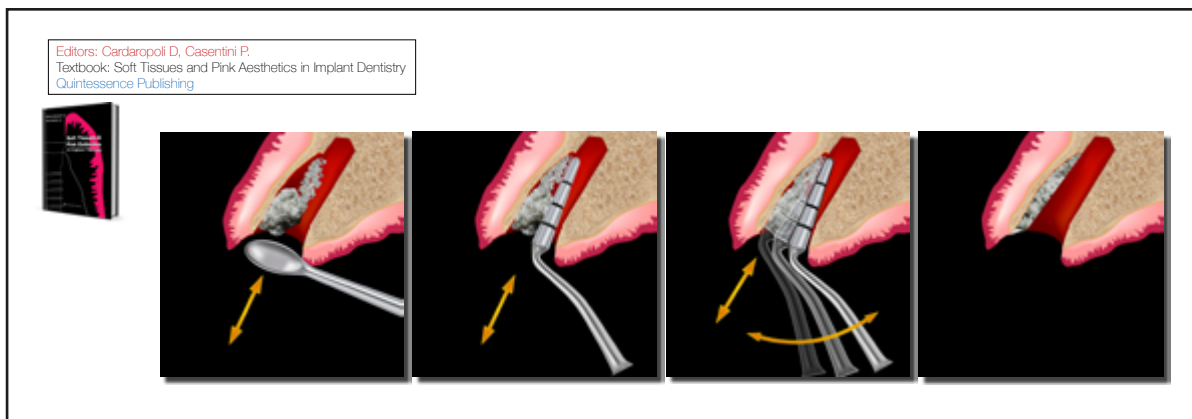 Editors: Cardaropoli D, Casentini P.
Textbook: Soft Tissues and Pink Aesthetics in Implant Dentistry
Quintessence Publishing